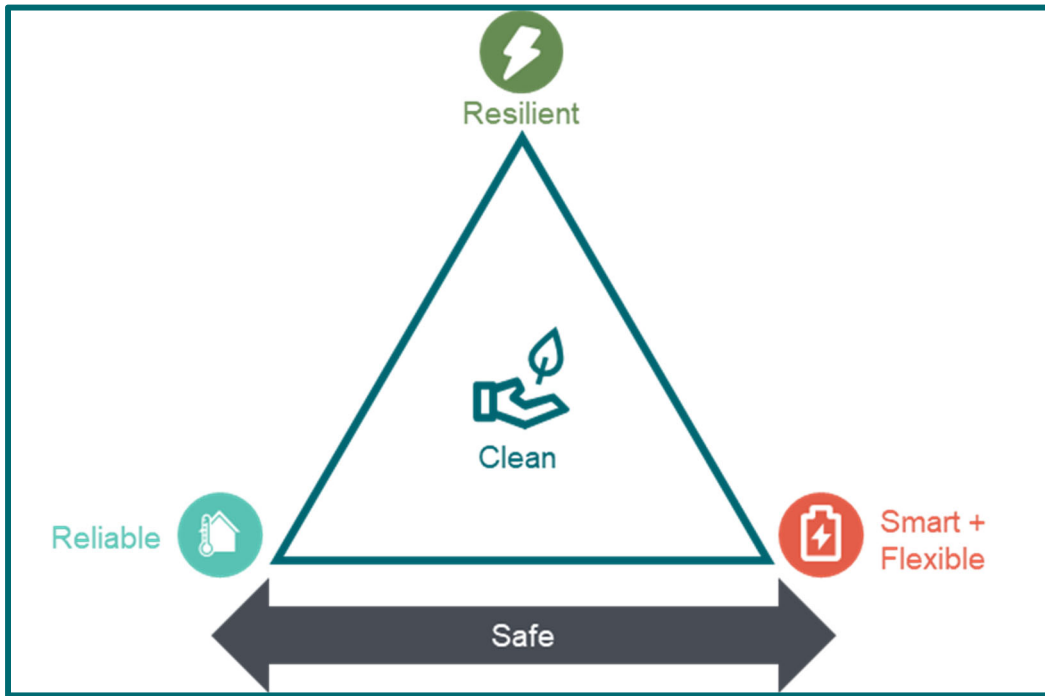 Resilient
Clean
Reliable
Smart +
Flexible
Safe